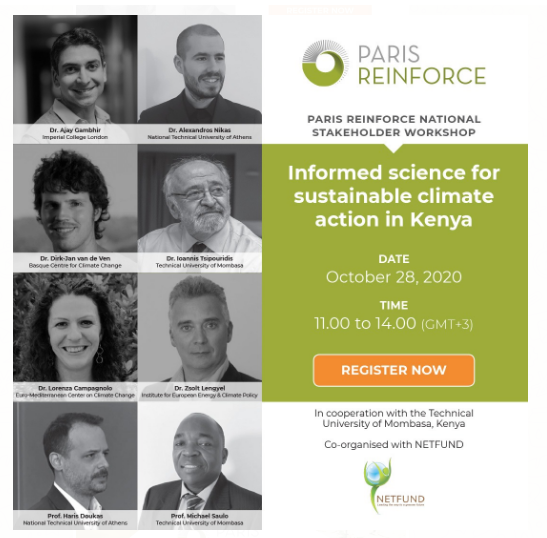 PARIS
REINFORCE
PARIS REINFORCE NATIONAL
STAKEHOLDER WORKSHOP
Informed science for
sustainable climate
action in Kenya
DATE
October 28, 2020
TIME
11.00 to 14.00 (GMT+3)
REGISTER NOW
In cooperation with the Technical
University of Mombasa, Kenya
Co-organised with NETFUND
NETFUND
Dr. Ajay Gambhir
Imperial College London
Dr. Alexandros Nikas
National Technical University of Athens
Dr. Dirk-Jan van de Ven
Basque Centre for Climate Change
Dr. Ioannis Tsipouridis
Technical University of Mombasa
Dr. Lorenza Campagnolo
Euro-Mediterranean Center on Climate Change
Dr. Zsolt Lengyel
Institute for European Energy & Climate Policy
Prof. Haris Doukas
National Technical University of Athens
Prof. Michael Saulo
Technical University of Mombasa